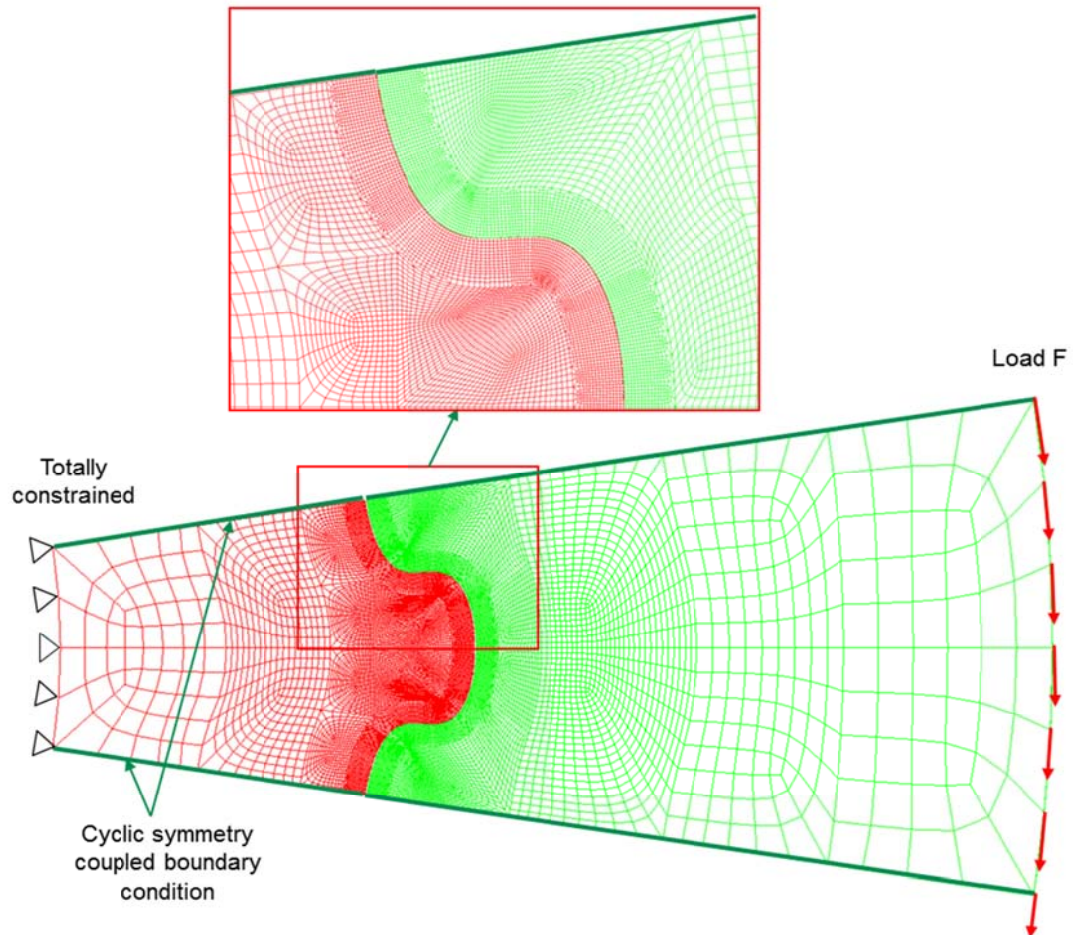 Load F
Totally
constrained
Cyclic symmetry
coupled boundary
condition